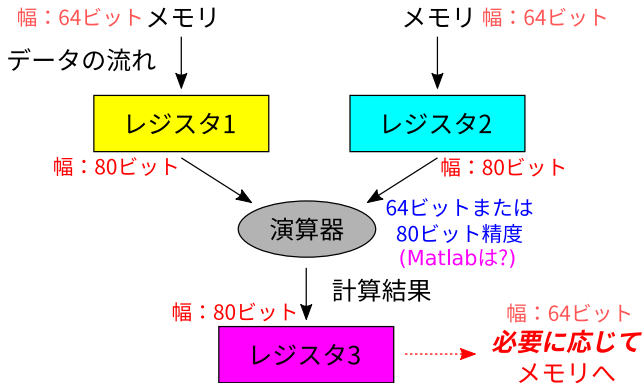 幅：64ビット メモリ
メモリ 幅：64ビット
データの流れ
レジスタ1
レジスタ2
幅：80ビット
幅：80ビット
演算器
64ビットまたは
80ビット精度
(Matlabは?)
計算結果
幅：80ビット
レジスタ3
幅：64ビット
必要に応じて
メモリへ